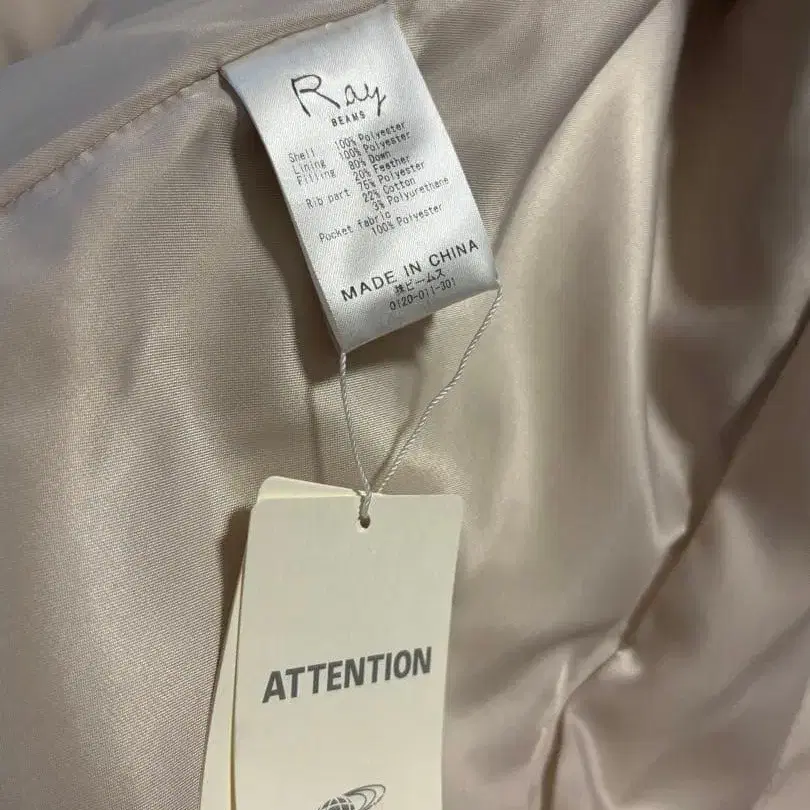 Ray
BEAMS
Shell 100% Polyester
Lining 100% Polyester
Filling 80% Down
20% Feather
Rib part 75% Polyester
22% Cotton
3% Polyurethane
Pocket fabric
100% Polyester
MADE IN CHINA
㈱ビームス
0120-011-301
ATTENTION